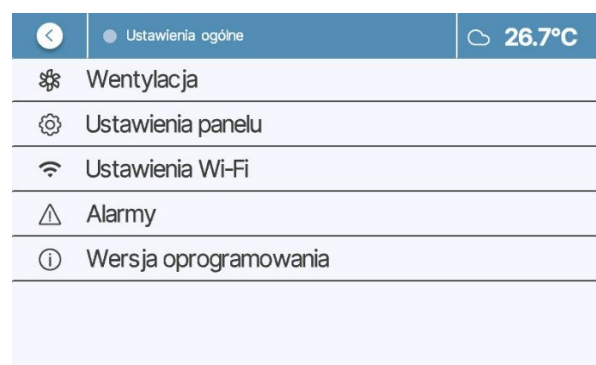 Ustawienia ogólne
26.7°C
Wentylacja
Ustawienia panelu
Ustawienia Wi-Fi
Alarmy
Wersja oprogramowania